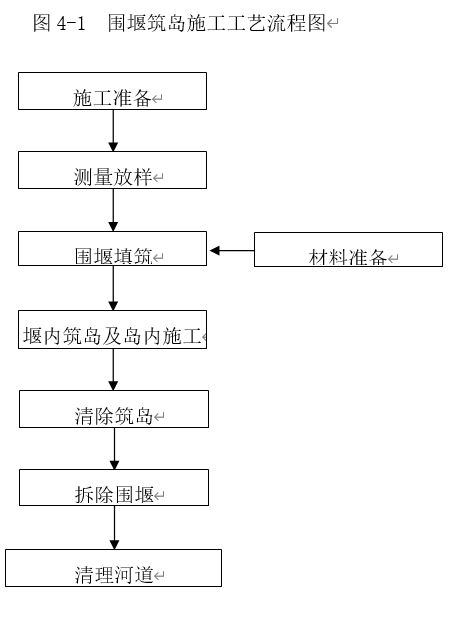 图 4-1 围堰筑岛施工工艺流程图
施工准备
测量放样
围堰填筑
材料准备
堰内筑岛及岛内施工
清除筑岛
拆除围堰
清理河道